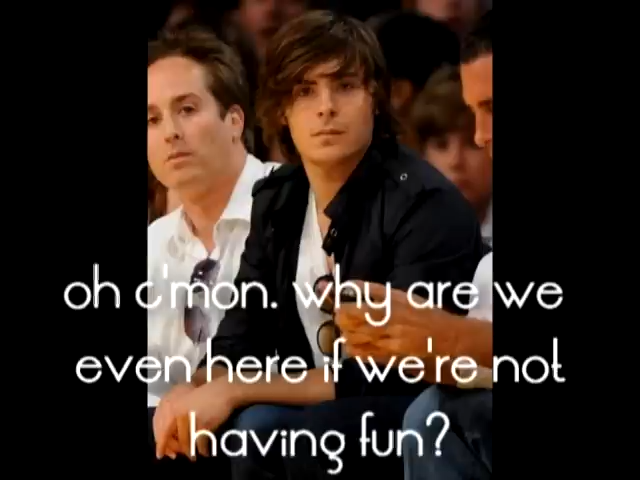 oh c'mon. why are we
even here if we're not
having fun?